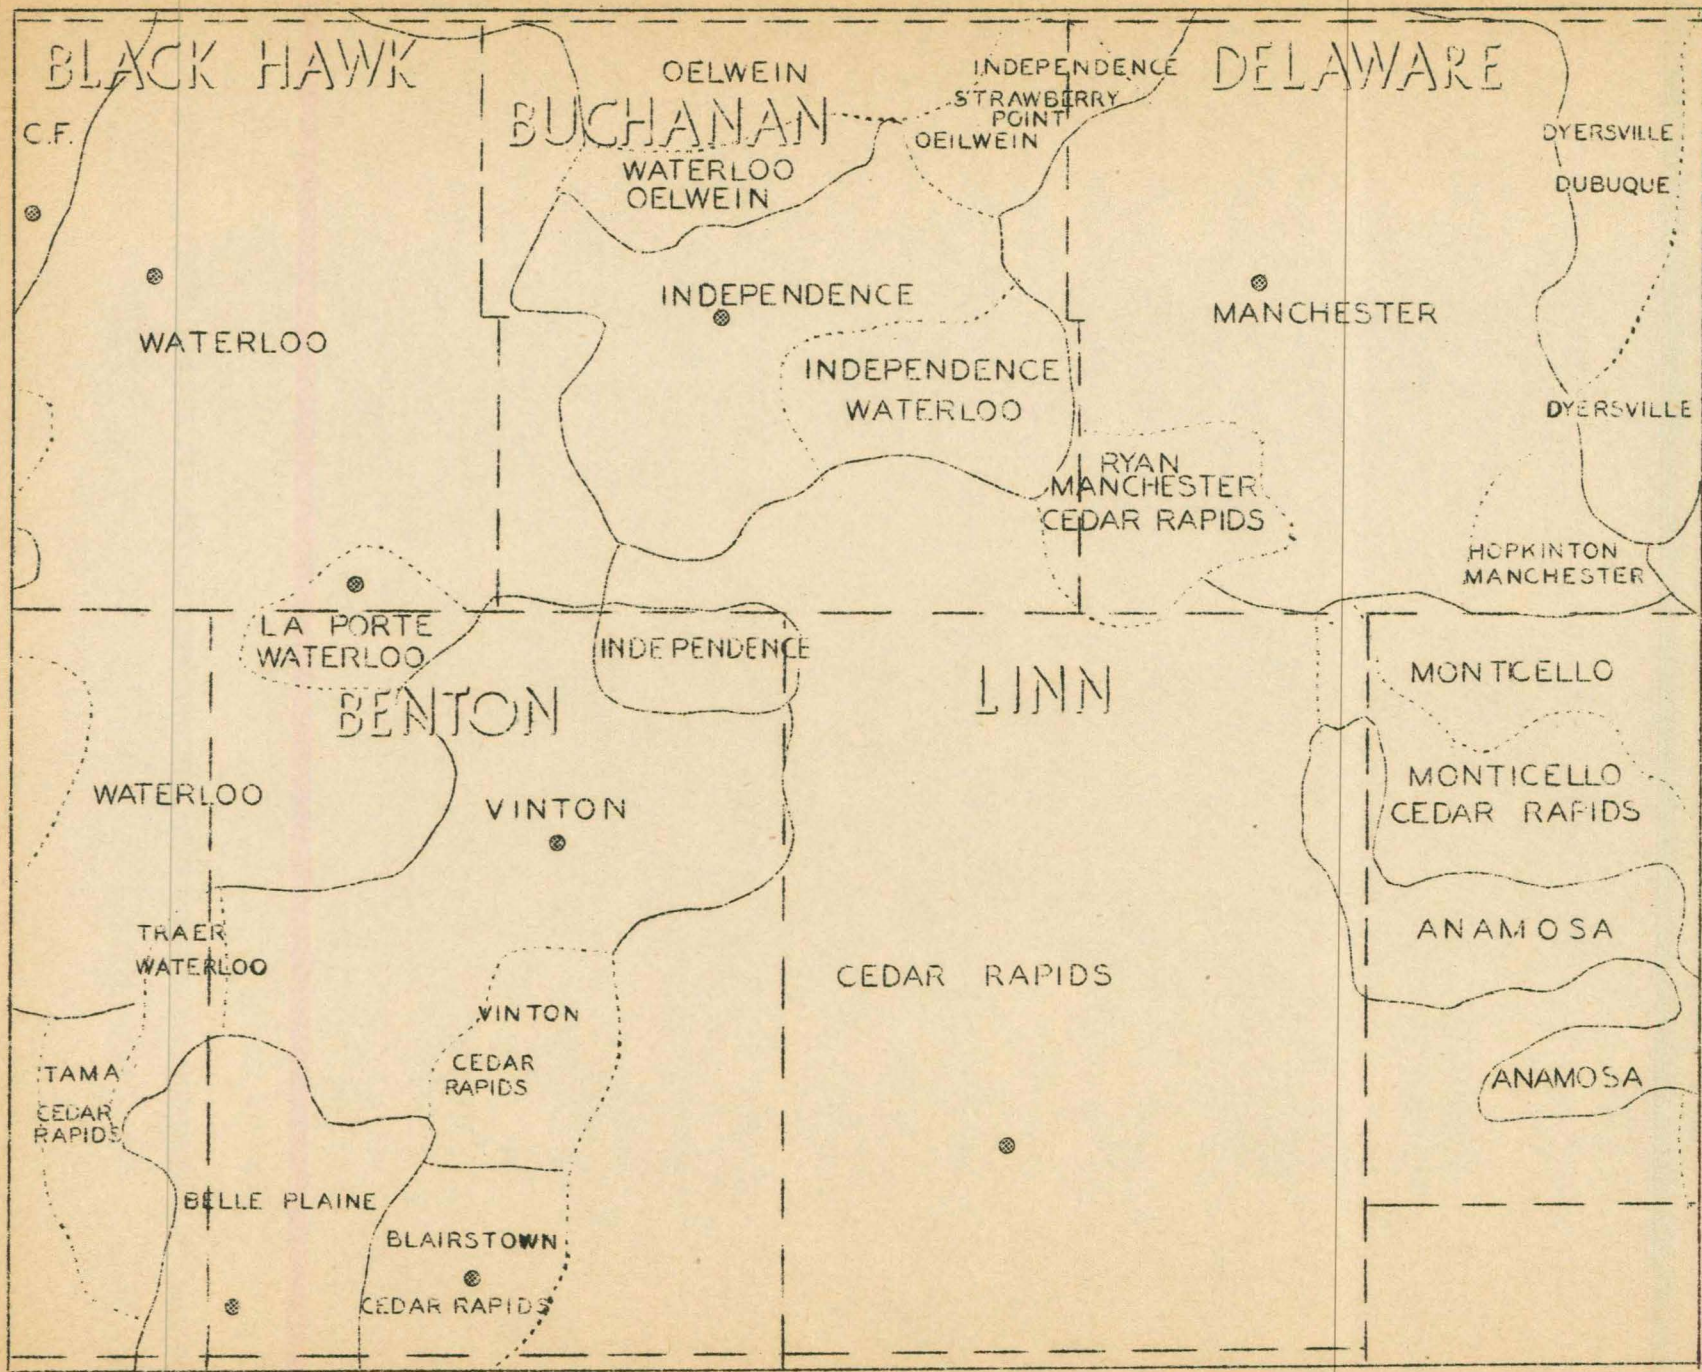 BLACK HAWK
OELWEIN
INDEPENDENCE
DELAWARE
STRAWBERRY
POINT
BUCHANAN
C.F.
OEILWEIN
DYERSVILLE
WATERLOO
OELWEIN
DUBUQUE
INDEPENDENCE
MANCHESTER
WATERLOO
INDEPENDENCE
WATERLOO
DYERSVILLE
RYAN
MANCHESTER
CEDAR RAPIDS
HOPKINTON
MANCHESTER
LA PORTE
WATERLOO
INDEPENDENCE
BENTON
LINN
MONTICELLO
WATERLOO
VINTON
MONTICELLO
CEDAR RAPIDS
TRAER
WATERLOO
ANAMOSA
CEDAR RAPIDS
VINTON
CEDAR
RAPIDS
TAMA
CEDAR
RAPIDS
ANAMOSA
BELLE PLAINE
BLAIRSTOWN
CEDAR RAPIDS